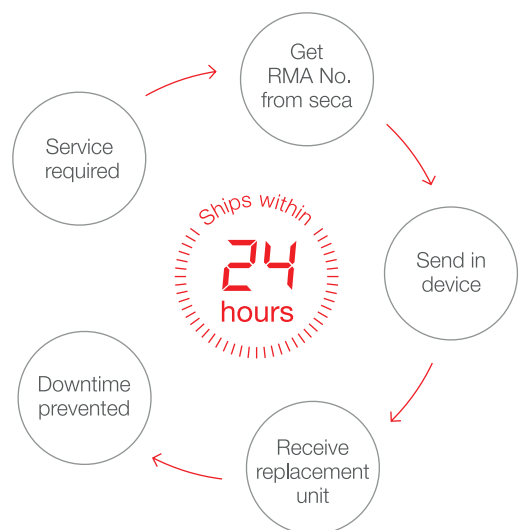 Service
required
Get
RMA No.
from seca
Send in
device
Receive
replacement
unit
Downtime
prevented
Ships within
24
hours